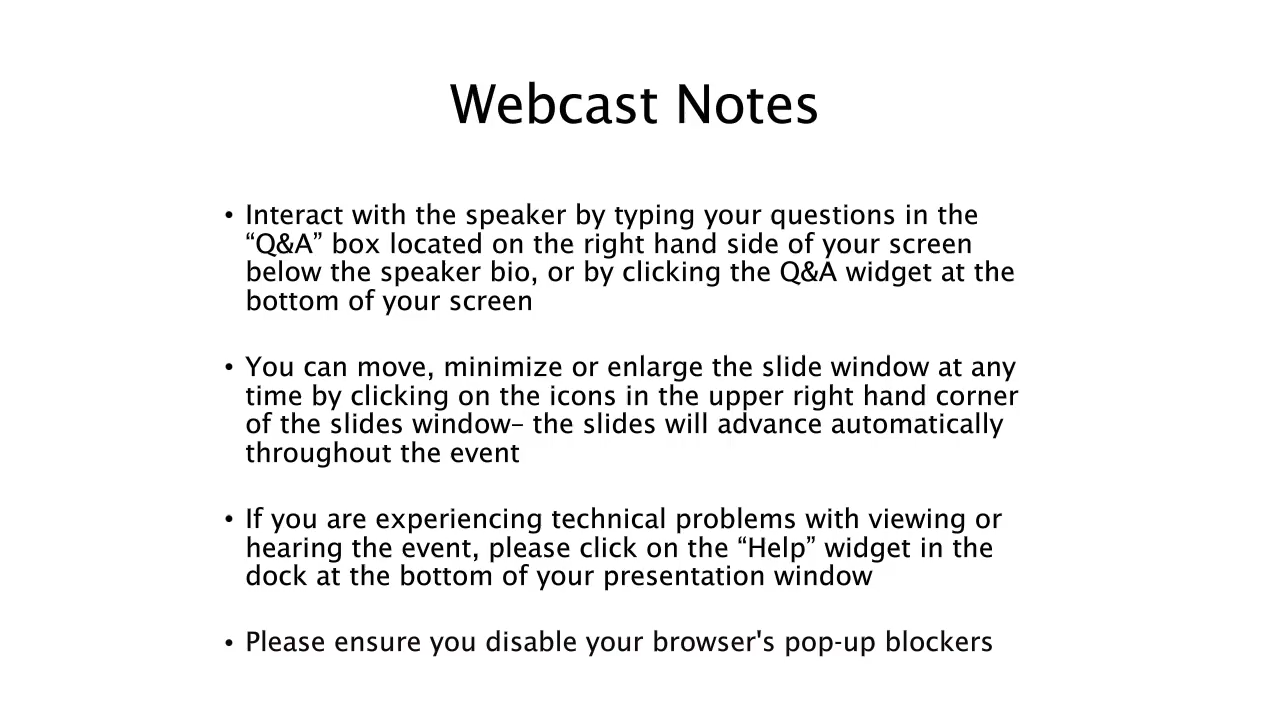 Webcast Notes
• Interact with the speaker by typing your questions in the
“Q&A” box located on the right hand side of your screen
below the speaker bio, or by clicking the Q&A widget at the
bottom of your screen
• You can move, minimize or enlarge the slide window at any
time by clicking on the icons in the upper right hand corner
of the slides window– the slides will advance automatically
throughout the event
• If you are experiencing technical problems with viewing or
hearing the event, please click on the “Help” widget in the
dock at the bottom of your presentation window
• Please ensure you disable your browser's pop-up blockers